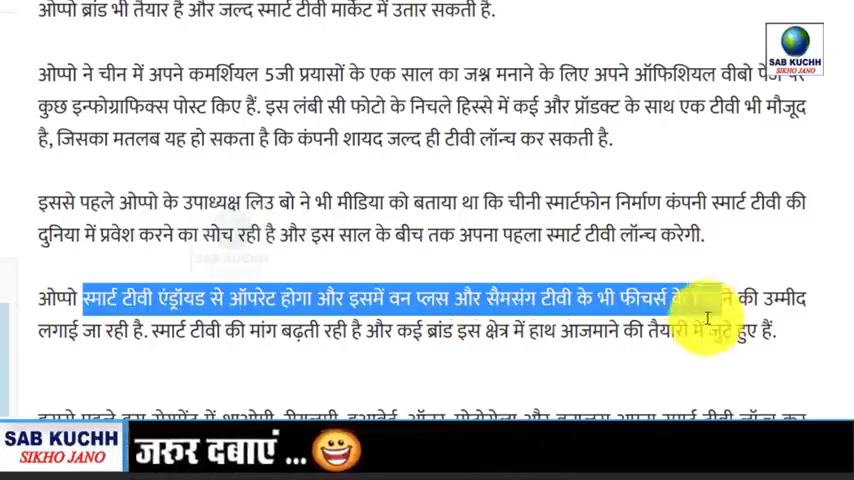 ओप्पो ब्रांड भी तैयार है और जल्द स्मार्ट टीवी मार्केट में उतार सकती है.
SAB KUCHH
SIKHO JANO
ओप्पो ने चीन में अपने कमर्शियल 5जी प्रयासों के एक साल का जश्न मनाने के लिए अपने ऑफिशियल वीबो पेज पर
कुछ इन्फोग्राफिक्स पोस्ट किए हैं. इस लंबी सी फोटो के निचले हिस्से में कई और प्रॉडक्ट के साथ एक टीवी भी मौजूद
है, जिसका मतलब यह हो सकता है कि कंपनी शायद जल्द ही टीवी लॉन्च कर सकती है.
इससे पहले ओप्पो के उपाध्यक्ष लिउ बो ने भी मीडिया को बताया था कि चीनी स्मार्टफोन निर्माण कंपनी स्मार्ट टीवी की
दुनिया में प्रवेश करने का सोच रही है और इस साल के बीच तक अपना पहला स्मार्ट टीवी लॉन्च करेगी.
ओप्पो स्मार्ट टीवी एंड्रॉयड से ऑपरेट होगा और इसमें वन प्लस और सैमसंग टीवी के भी फीचर्स के की उम्मीद
लगाई जा रही है. स्मार्ट टीवी की मांग बढ़ती रही है और कई ब्रांड इस क्षेत्र में हाथ आजमाने की तैयारी में जुटे हुए हैं.
SAB KUCHH
SIKHO JANO
जरुर दबाएं ...